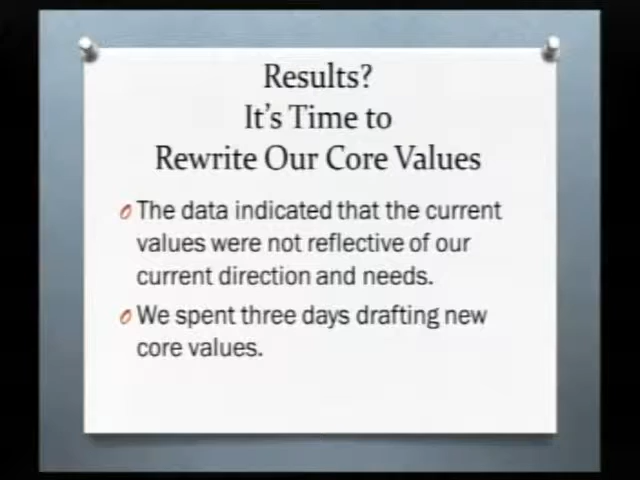 Results?
It's Time to
Rewrite Our Core Values
The data indicated that the current
values were not reflective of our
current direction and needs.
We spent three days drafting new
core values.